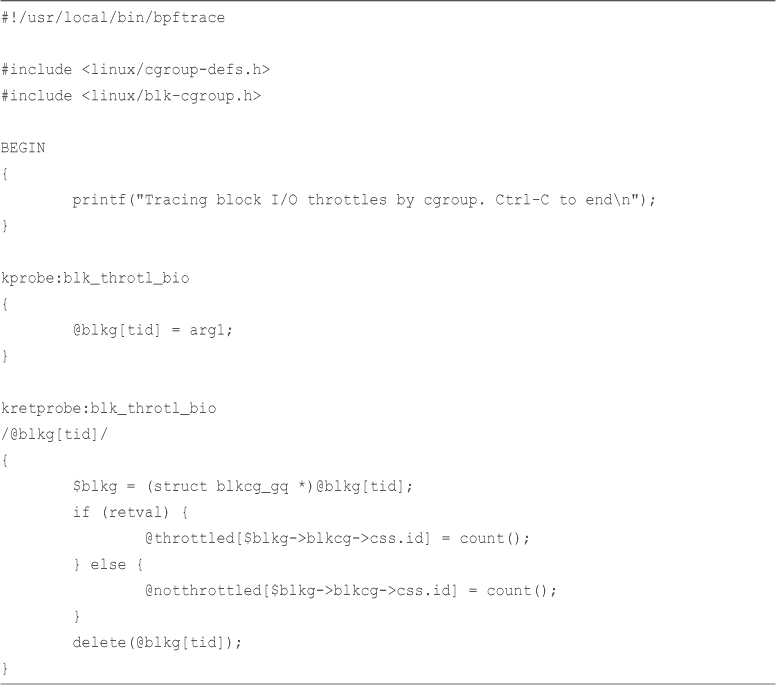 #!/usr/local/bin/bpftrace
#include <linux/cgroup-defs.h>
#include <linux/blk-cgroup.h>
BEGIN
{
        printf("Tracing block I/O throttles by cgroup. Ctrl-C to end\n");
}
kprobe:blk_throtl_bio
{
        @blkg[tid] = arg1;
}
kretprobe:blk_throtl_bio
/@blkg[tid]/
{
        $blkg = (struct blkcg_gq *)@blkg[tid];
        if (retval) {
                @throttled[$blkg->blkcg->css.id] = count();
        } else {
                @notthrottled[$blkg->blkcg->css.id] = count();
        }
        delete(@blkg[tid]);
}